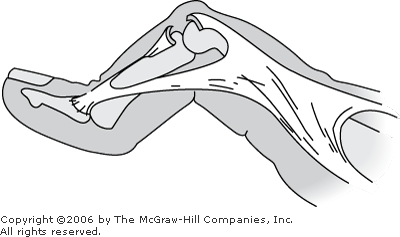 Copyright ©2006 by The McGraw-Hill Companies, Inc.
All rights reserved.